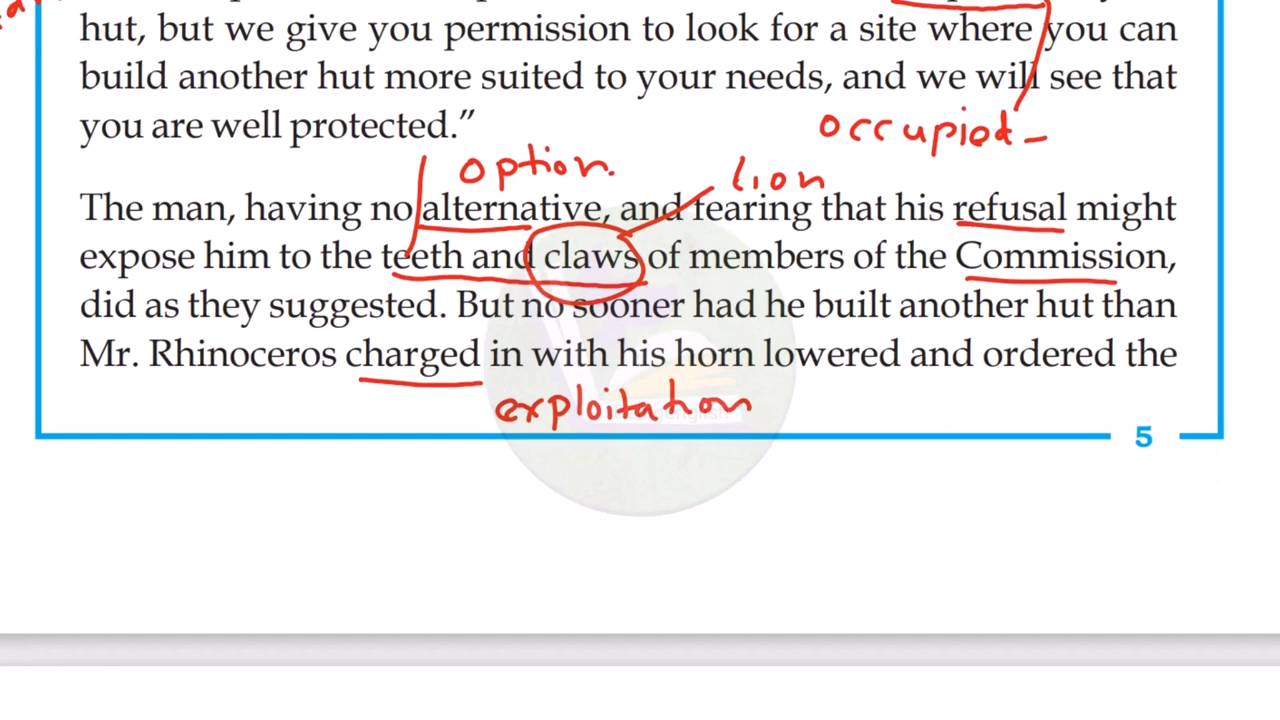 hut, but we give you permission to look for a site where you can
build another hut more suited to your needs, and we will see that
you are well protected."
occupied -
option.
lion
The man, having no alternative, and fearing that his refusal might
expose him to the teeth and claws of members of the Commission,
did as they suggested. But no sooner had he built another hut than
Mr. Rhinoceros charged in with his horn lowered and ordered the
exploitation
5